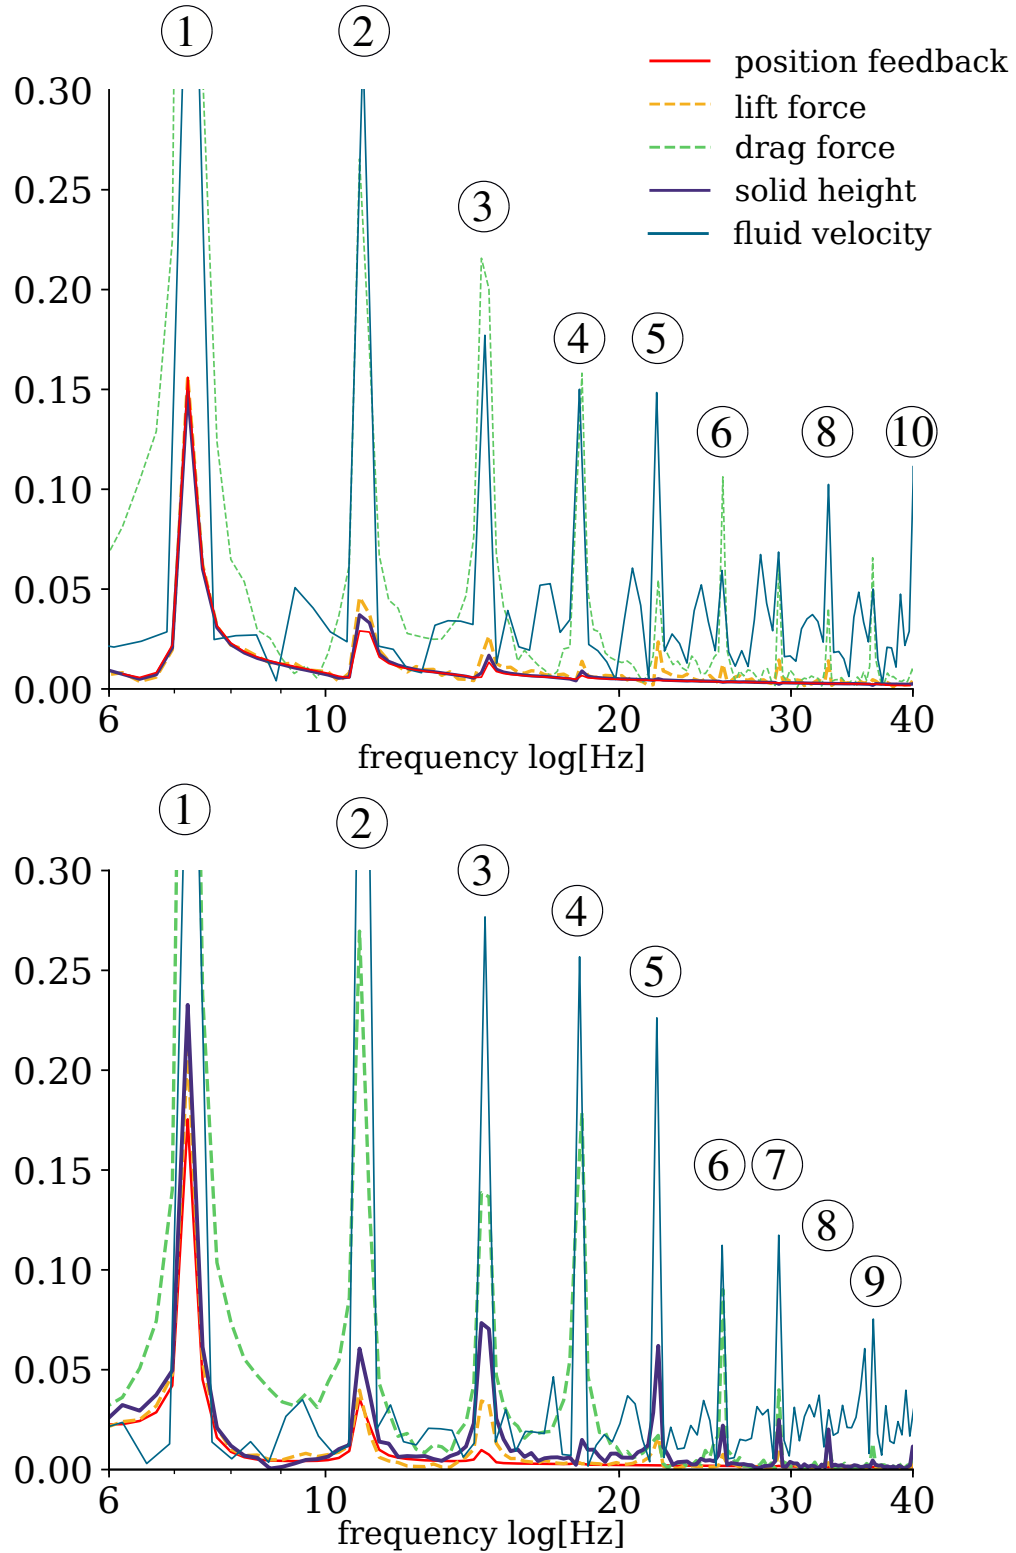 1 2
position feedback
lift force
drag force
solid height
fluid velocity
3
4 5
6 8 10
0.30
0.25
0.20
0.15
0.10
0.05
0.00
6 10 20 30 40
frequency log[Hz]
1 2 3 4 5
6 7 8 9
0.30
0.25
0.20
0.15
0.10
0.05
0.00
6 10 20 30 40
frequency log[Hz]